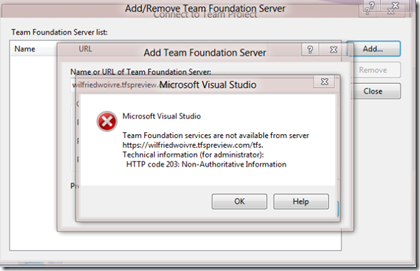 Add/Remove Team Foundation Server
Connect to Team Project
Team Foundation Server list:
Name URL
Add...
Remove
Close
Add Team Foundation Server
Name or URL of Team Foundation Server:
wilfriedwoivre.tfspreview.com/tfs
Microsoft Visual Studio
Microsoft Visual Studio
Team Foundation services are not available from server
https://wilfriedwoivre.tfspreview.com/tfs.
Technical information (for administrator):
HTTP code 203: Non-Authoritative Information
OK
Help